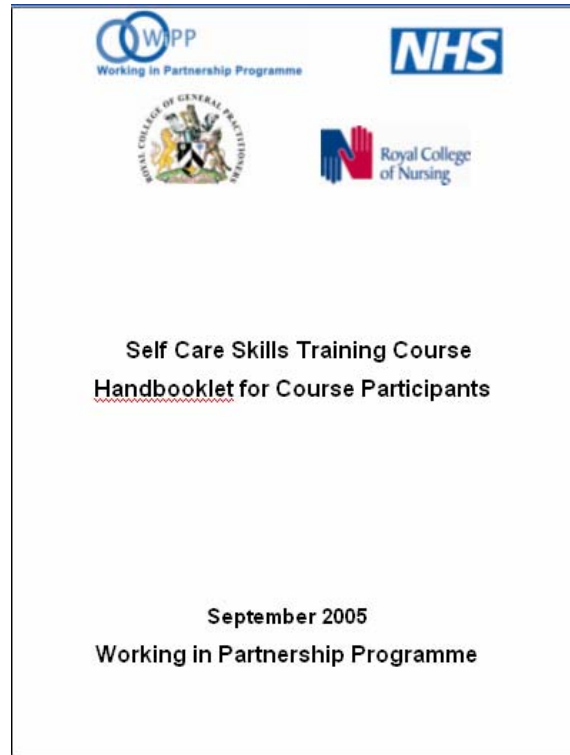 WiPP
Working in Partnership Programme
NHS
ROYAL COLLEGE OF GENERAL PRACTITIONERS
Royal College
of Nursing
Self Care Skills Training Course
Handbooklet for Course Participants
September 2005
Working in Partnership Programme